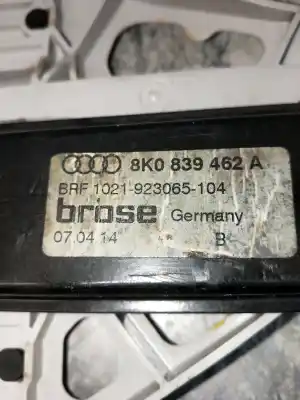 8K0 839 462 A
BRF 1021-923065-104
brose Germany
07.04 14 B